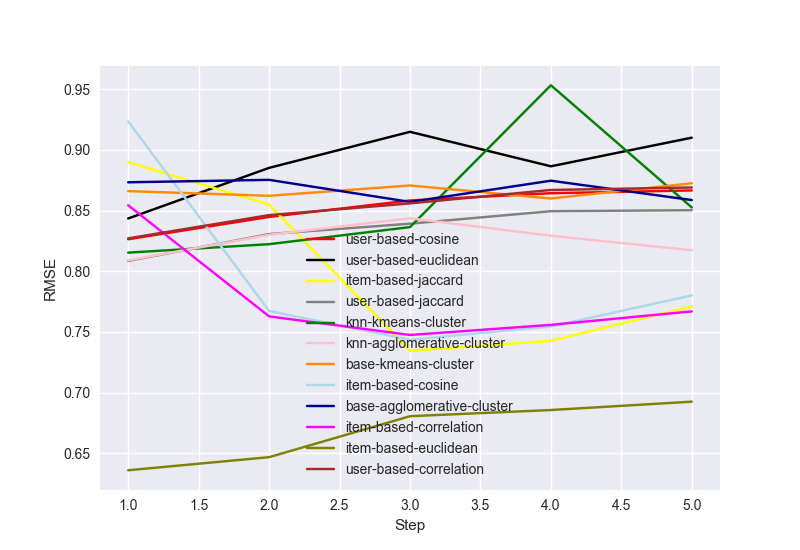 0.95
0.90
0.85
0.80
0.75
0.70
0.65
RMSE
user-based-cosine
user-based-euclidean
item-based-jaccard
user-based-jaccard
knn-kmeans-cluster
knn-agglomerative-cluster
base-kmeans-cluster
item-based-cosine
base-agglomerative-cluster
item-based-correlation
item-based-euclidean
user-based-correlation
1.0 1.5 2.0 2.5 3.0 3.5 4.0 4.5 5.0
Step